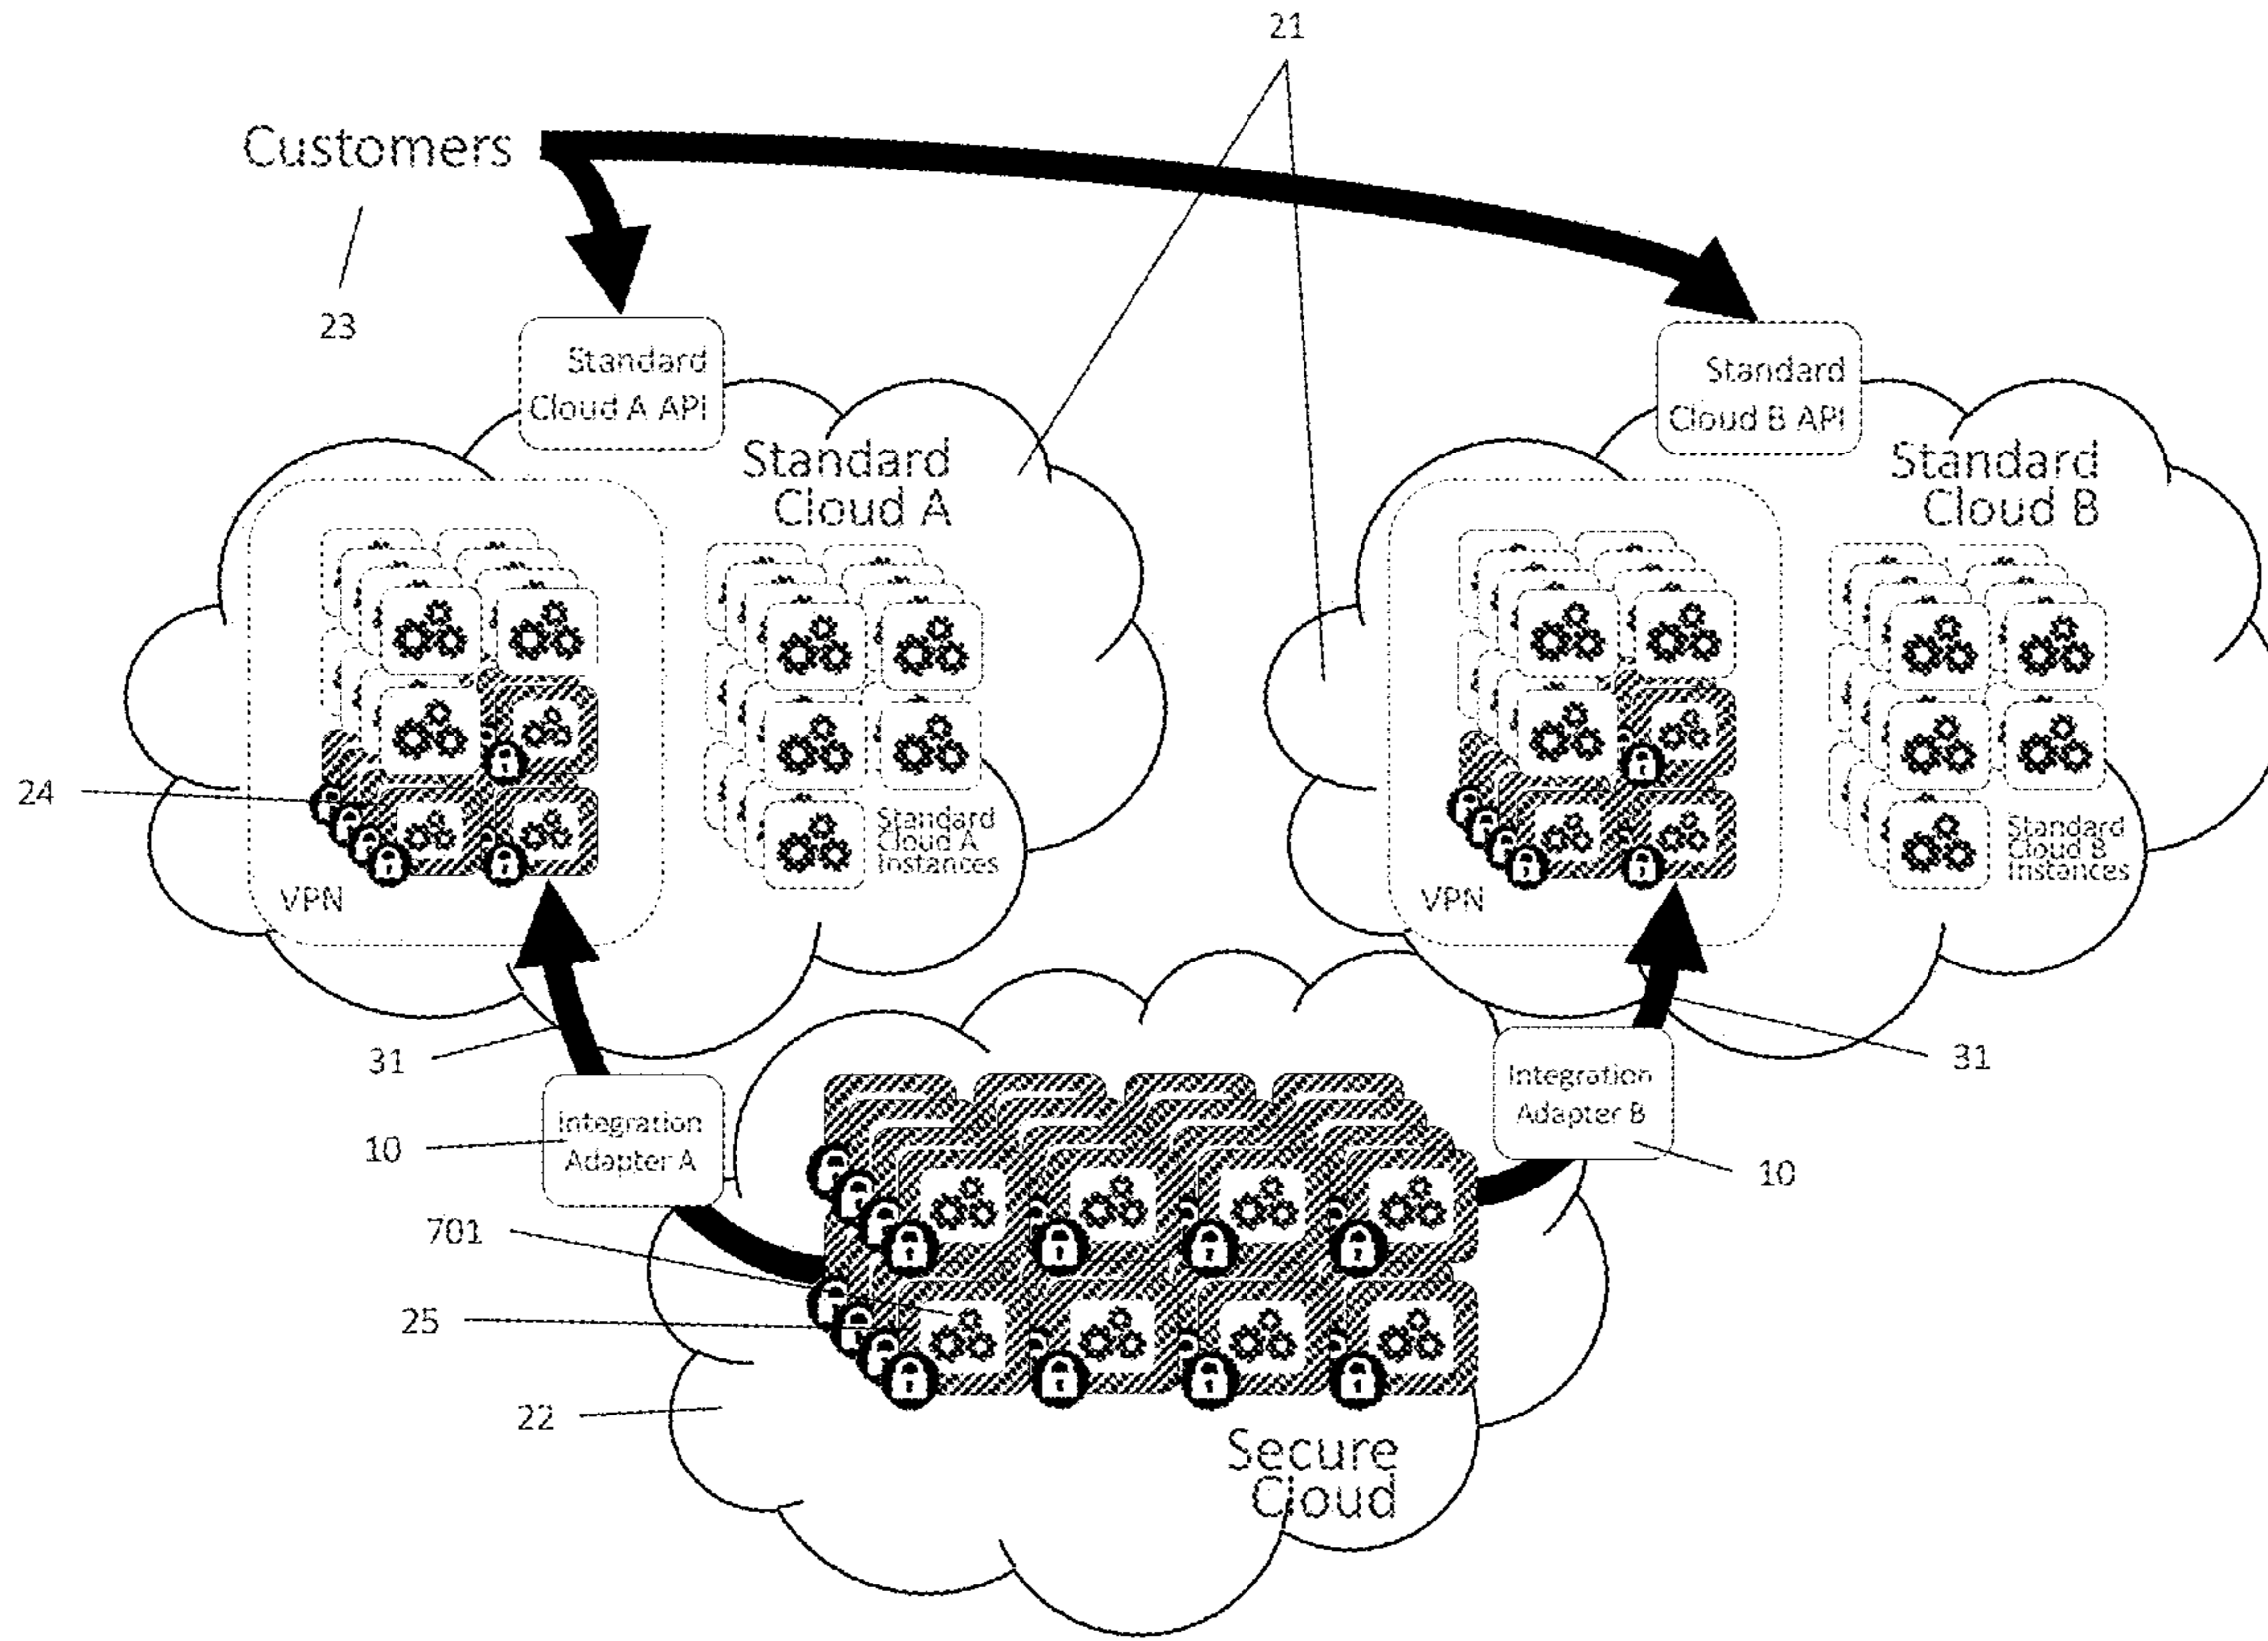 21
Customers
23
Standard
Cloud A API
Standard
Cloud B API
Standard
Cloud A
Standard
Cloud B
24
Standard
Cloud A
Instances
Standard
Cloud B
Instances
VPN
VPN
31
31
Integration
Adapter A
Integration
Adapter B
10
10
701
25
22
Secure
Cloud